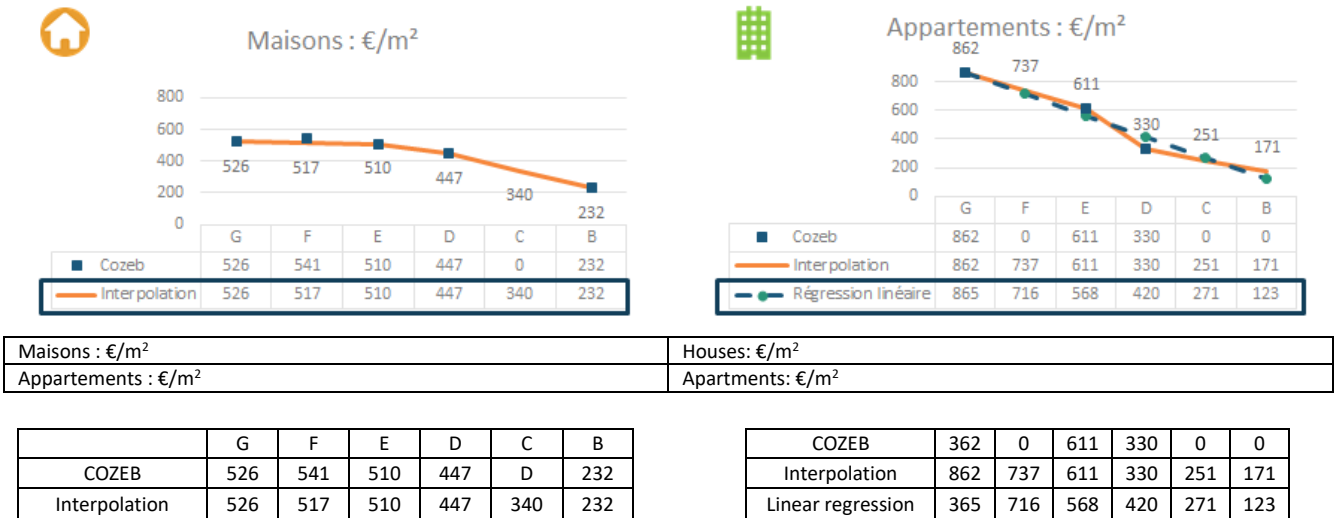 Maisons : €/m²
800
600
400
200
0
526 517 510 447 340 232
G F E D C B
Cozeb 526 541 510 447 0 232
Interpolation 526 517 510 447 340 232
Appartements : €/m²
862 737 611 330 251 171
800
600
400
200
0
G F E D C B
Cozeb 862 0 611 330 0 0
Interpolation 862 737 611 330 251 171
Régression linéaire 865 716 568 420 271 123
Maisons : €/m² Houses: €/m²
Appartements : €/m² Apartments: €/m²
G F E D C B
COZEB 526 541 510 447 D 232
Interpolation 526 517 510 447 340 232
COZEB 362 0 611 330 0 0
Interpolation 862 737 611 330 251 171
Linear regression 365 716 568 420 271 123